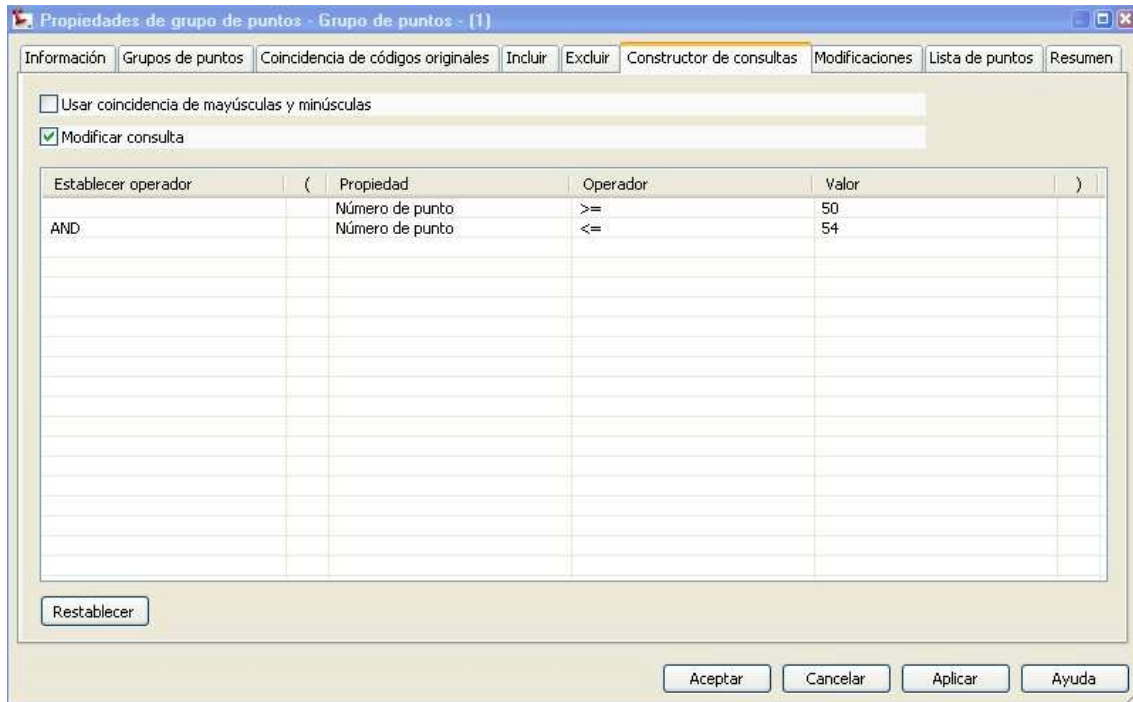 Propiedades de grupo de puntos - Grupo de puntos - (1)
Información Grupos de puntos Coincidencia de códigos originales Incluir Excluir Constructor de consultas Modificaciones Lista de puntos Resumen
Usar coincidencia de mayúsculas y minúsculas
Modificar consulta
Establecer operador ( Propiedad Operador Valor )
Número de punto >= 50
AND Número de punto <= 54
Restablecer
Aceptar Cancelar Aplicar Ayuda